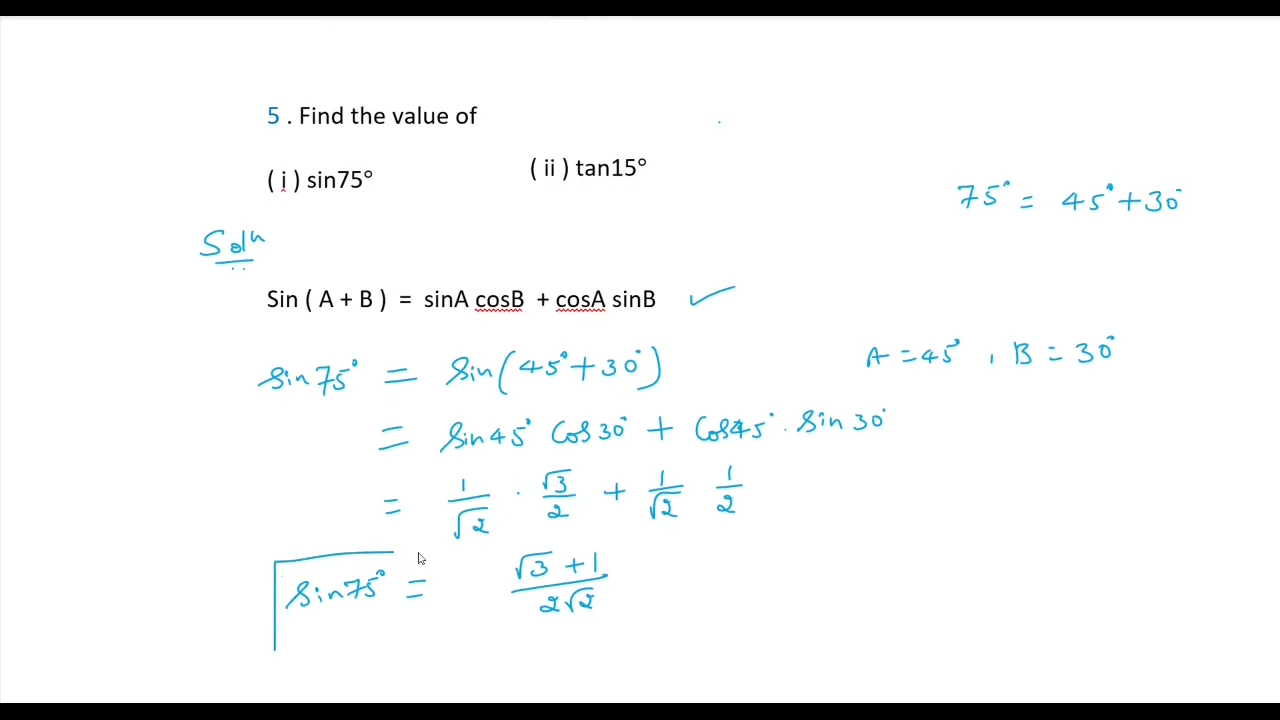 5 . Find the value of
( i ) sin75°
( ii ) tan15°
75° = 45° + 30°
Solⁿ
Sin ( A + B ) = sinA cosB + cosA sinB ✓
sin75° = sin(45° + 30°)
A = 45° , B = 30°
= sin45° cos30° + cos45° . sin30°
= 1/√2 . √3/2 + 1/√2 1/2
sin75° = √3 + 1 / 2√2